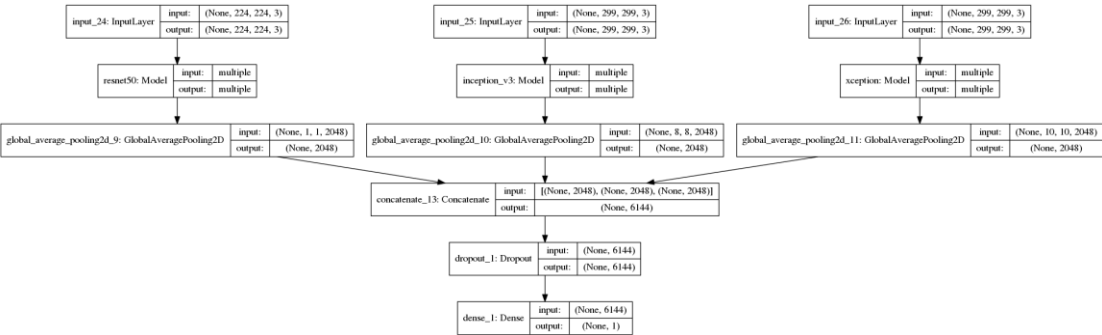 input_24: InputLayer input: (None, 224, 224, 3) output: (None, 224, 224, 3)
input_25: InputLayer input: (None, 299, 299, 3) output: (None, 299, 299, 3)
input_26: InputLayer input: (None, 299, 299, 3) output: (None, 299, 299, 3)
resnet50: Model input: multiple output: multiple
inception_v3: Model input: multiple output: multiple
xception: Model input: multiple output: multiple
global_average_pooling2d_9: GlobalAveragePooling2D input: (None, 1, 1, 2048) output: (None, 2048)
global_average_pooling2d_10: GlobalAveragePooling2D input: (None, 8, 8, 2048) output: (None, 2048)
global_average_pooling2d_11: GlobalAveragePooling2D input: (None, 10, 10, 2048) output: (None, 2048)
concatenate_13: Concatenate input: [(None, 2048), (None, 2048), (None, 2048)] output: (None, 6144)
dropout_1: Dropout input: (None, 6144) output: (None, 6144)
dense_1: Dense input: (None, 6144) output: (None, 1)